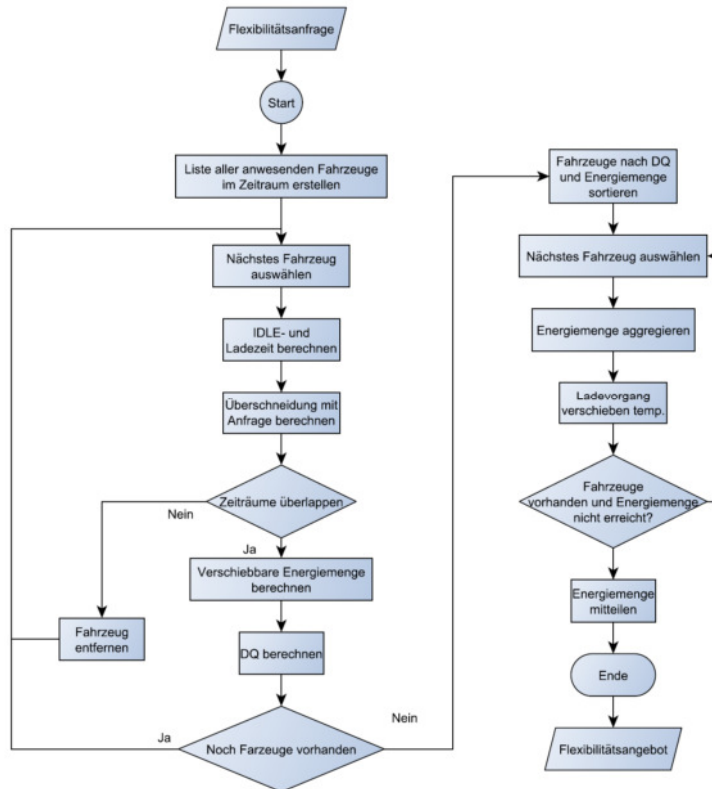 Flexibilitätsanfrage
Start
Liste aller anwesenden Fahrzeuge
im Zeitraum erstellen
Nächstes Fahrzeug
auswählen
IDLE- und
Ladezeit berechnen
Überschneidung mit
Anfrage berechnen
Zeiträume überlappen
Nein
Ja
Verschiebbare Energiemenge
berechnen
Fahrzeug
entfernen
DQ berechnen
Noch Farzeuge vorhanden
Ja
Nein
Fahrzeuge nach DQ
und Energiemenge
sortieren
Nächstes Fahrzeug auswählen
Energiemenge aggregieren
Ladevorgang
verschieben temp.
Fahrzeuge
vorhanden und Energiemenge
nicht erreicht?
Energiemenge
mitteilen
Ende
Flexibilitätsangebot